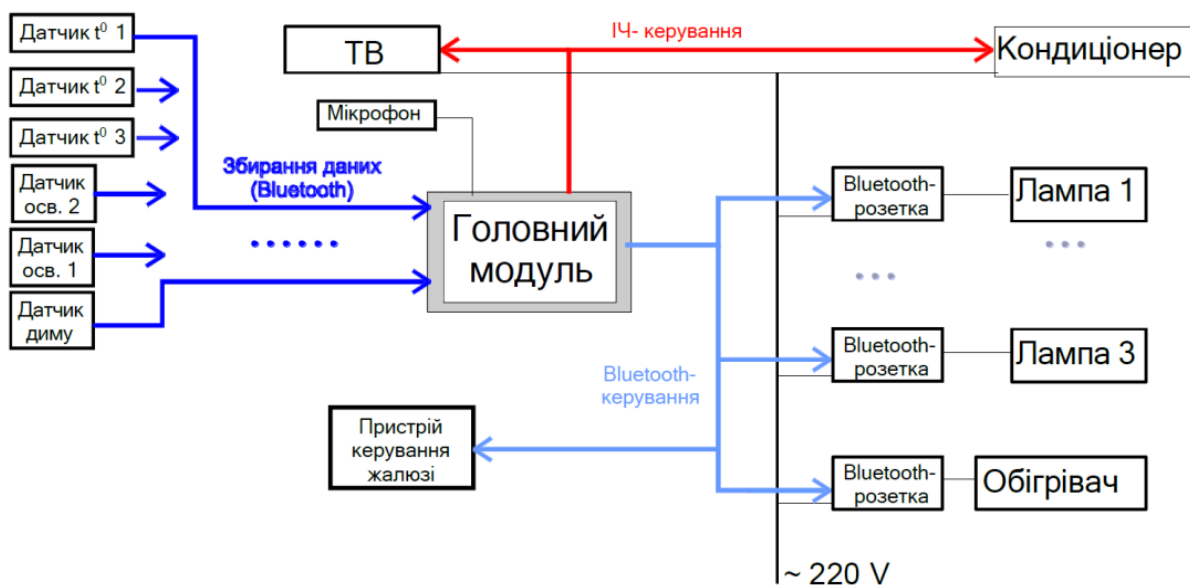 Датчик t⁰ 1
Датчик t⁰ 2
Датчик t⁰ 3
Датчик
осв. 2
Датчик
осв. 1
Датчик
диму
Збирання даних
(Bluetooth)
ТВ
Мікрофон
ІЧ- керування
Кондиціонер
Головний
модуль
Bluetooth-
керування
Пристрій
керування
жалюзі
Bluetooth-
розетка
Лампа 1
Bluetooth-
розетка
Лампа 3
Bluetooth-
розетка
Обігрівач
~ 220 V